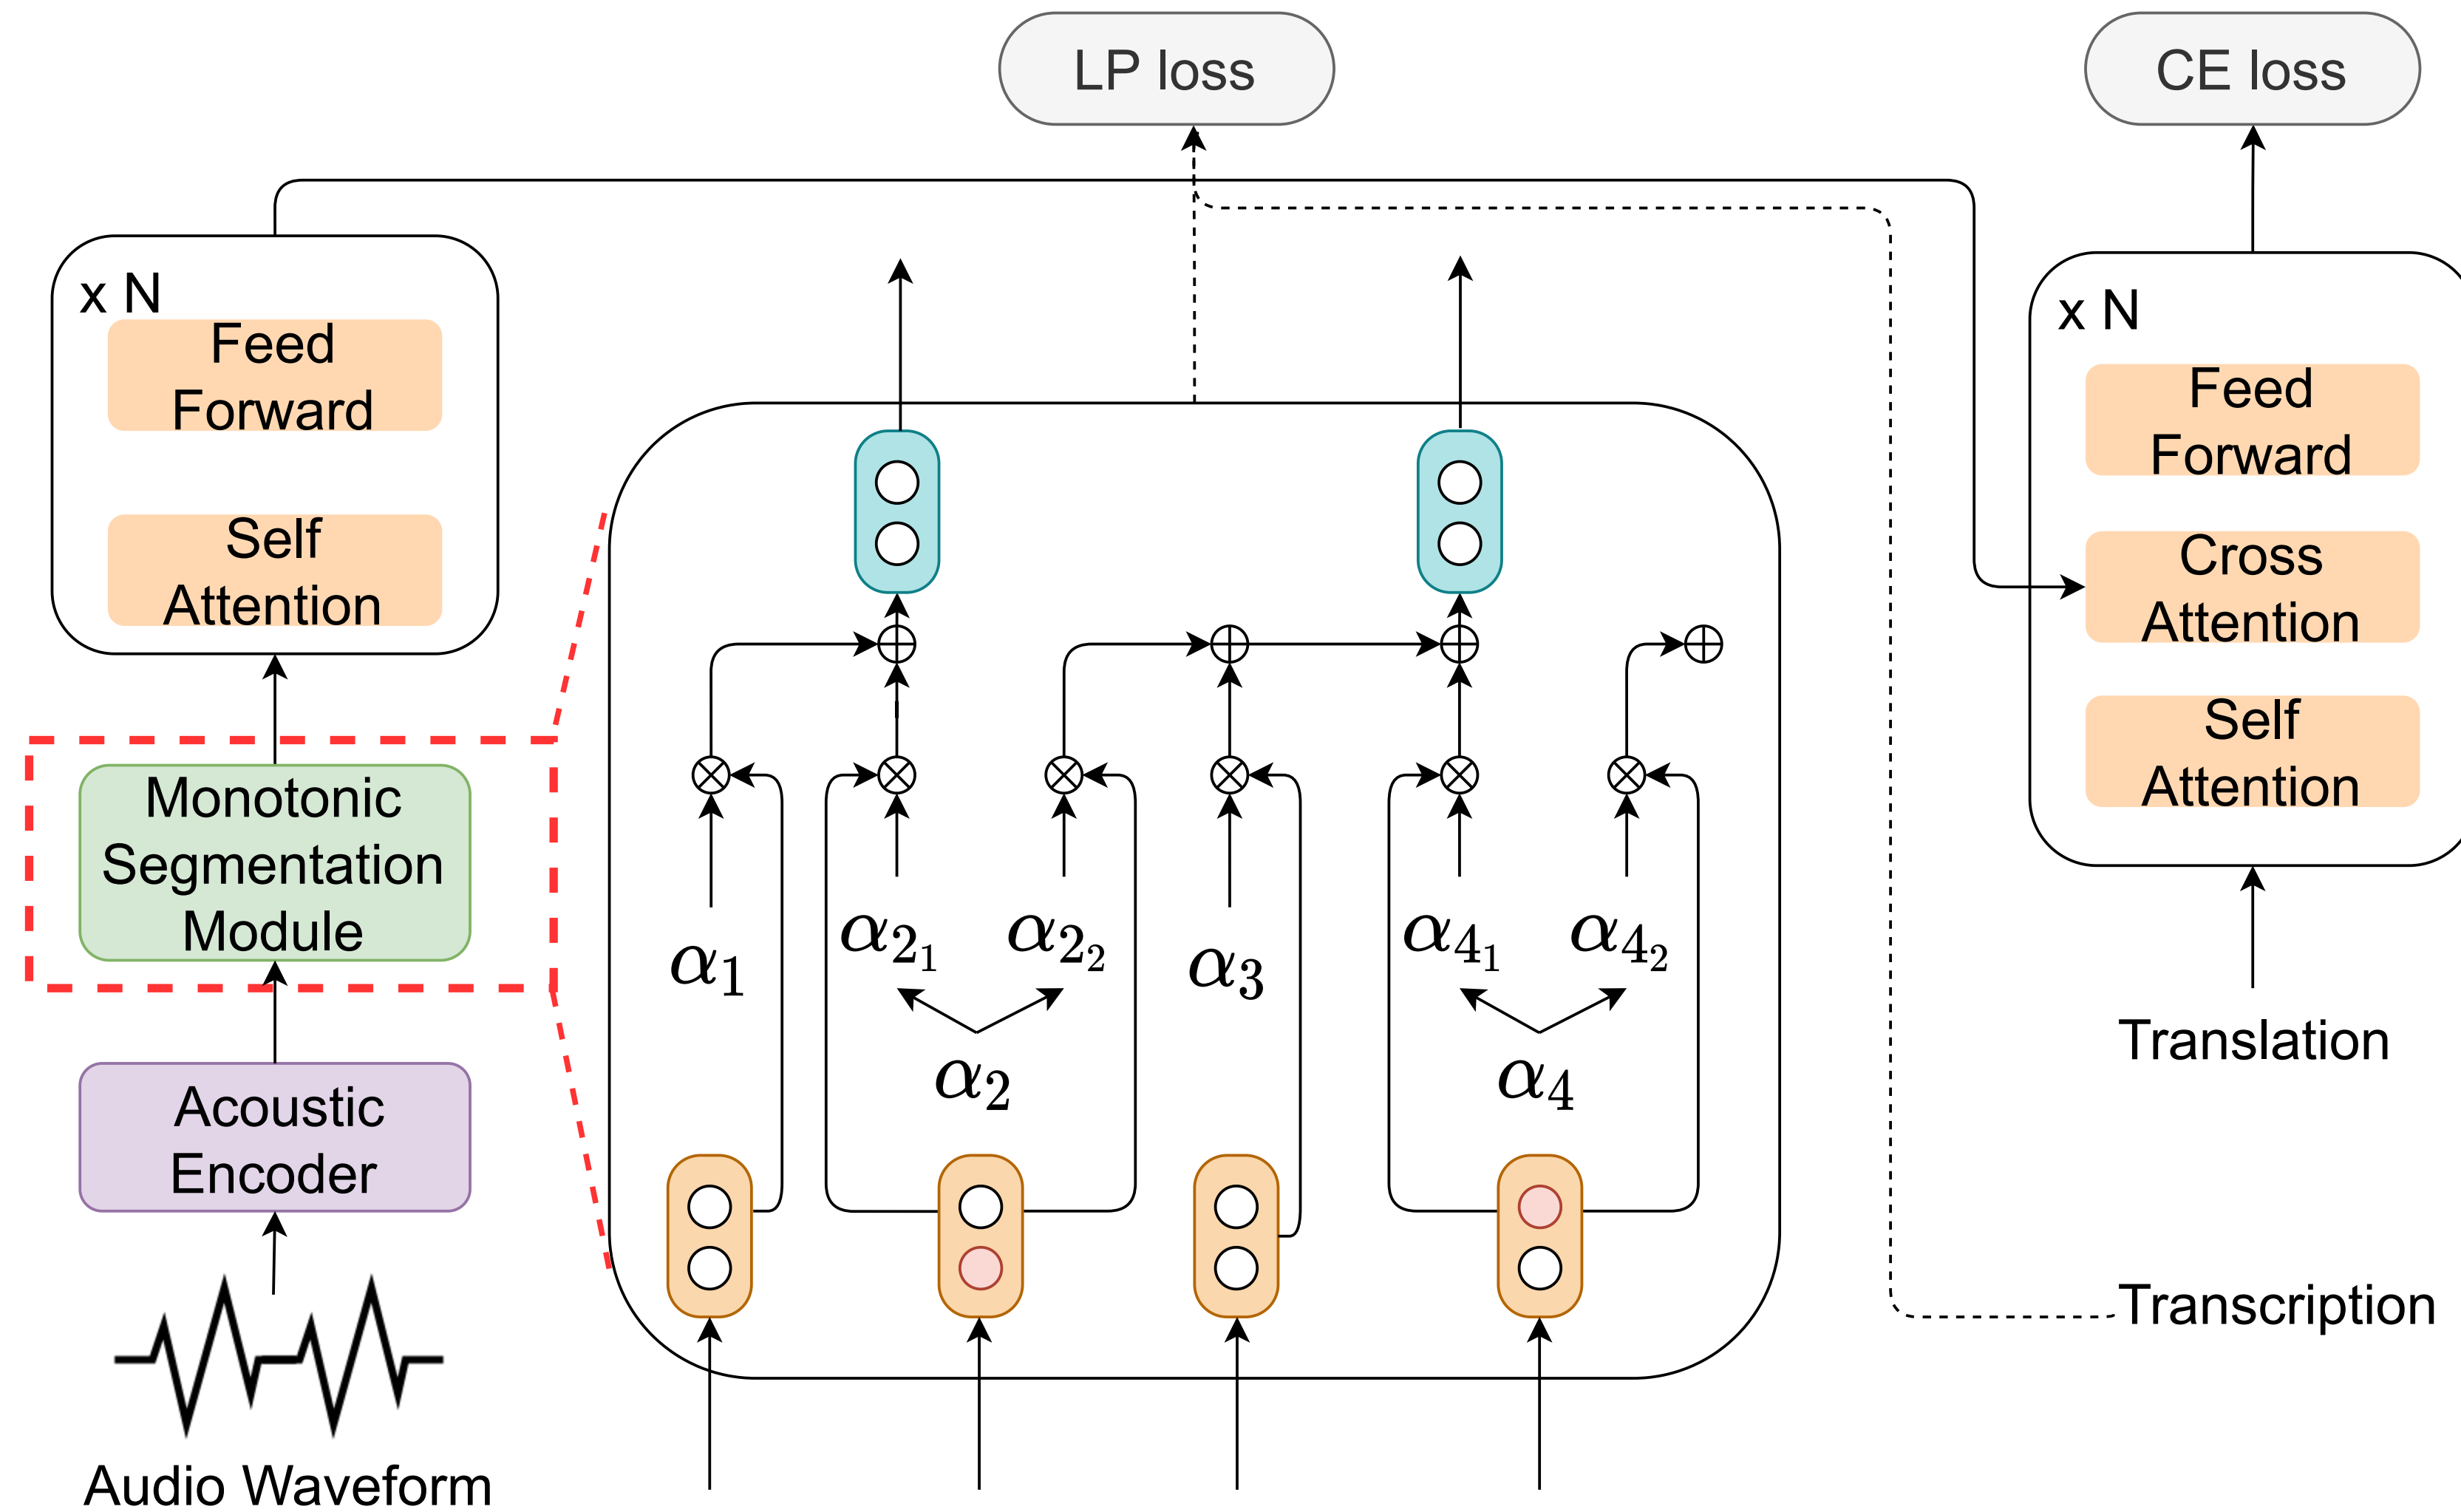 LP loss
CE loss
x N
Feed
Forward
Self
Attention
Monotonic
Segmentation
Module
Acoustic
Encoder
Audio Waveform
α₁
α₂₁
α₂₂
α₃
α₄₁
α₄₂
α₂
α₄
x N
Feed
Forward
Cross
Attention
Self
Attention
Translation
Transcription